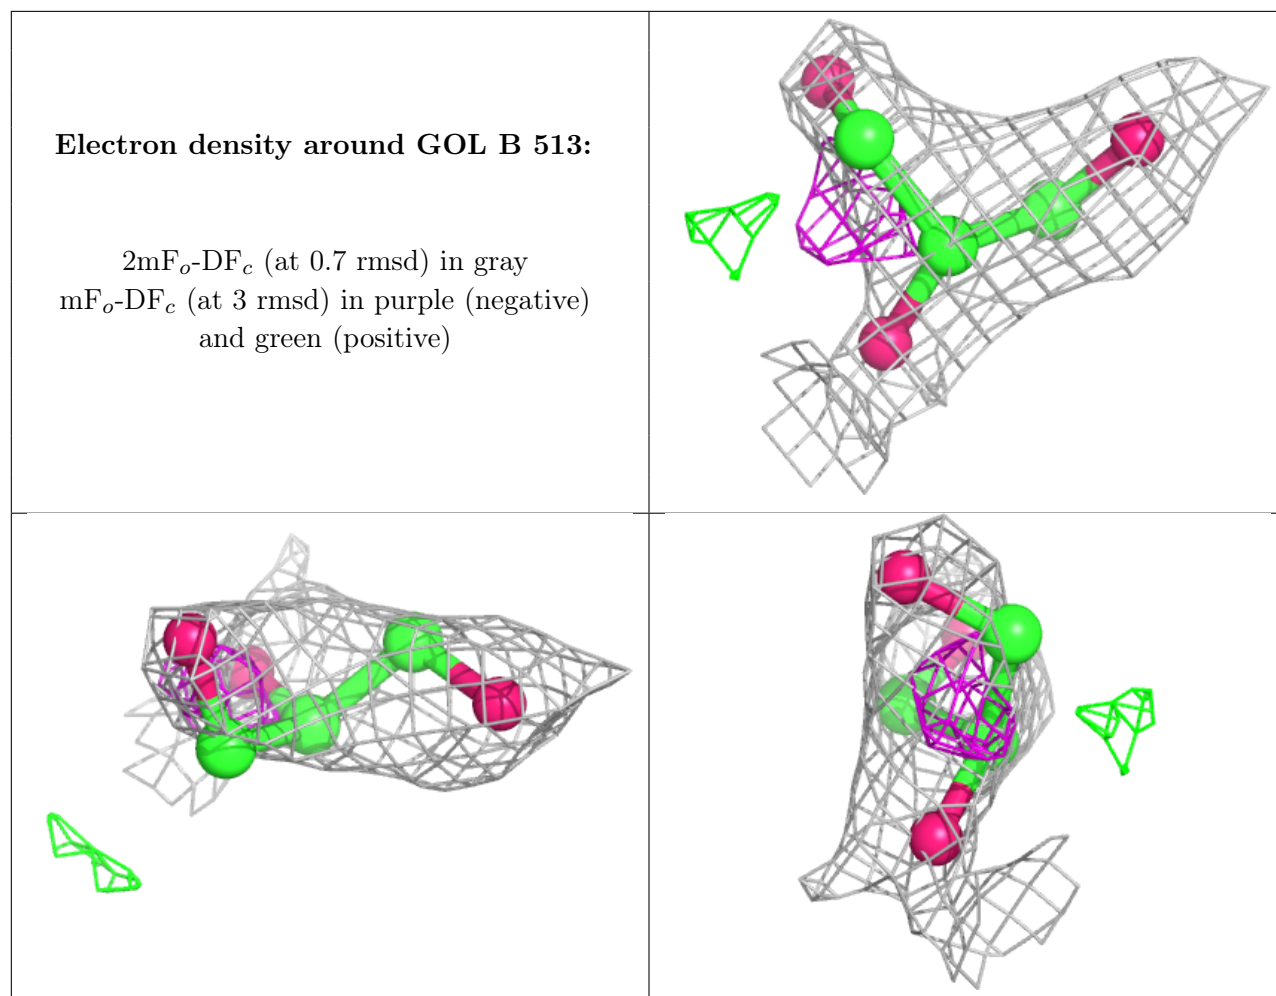 Electron density around GOL B 513:
2mFo-DFc (at 0.7 rmsd) in gray
mFo-DFc (at 3 rmsd) in purple (negative)
and green (positive)